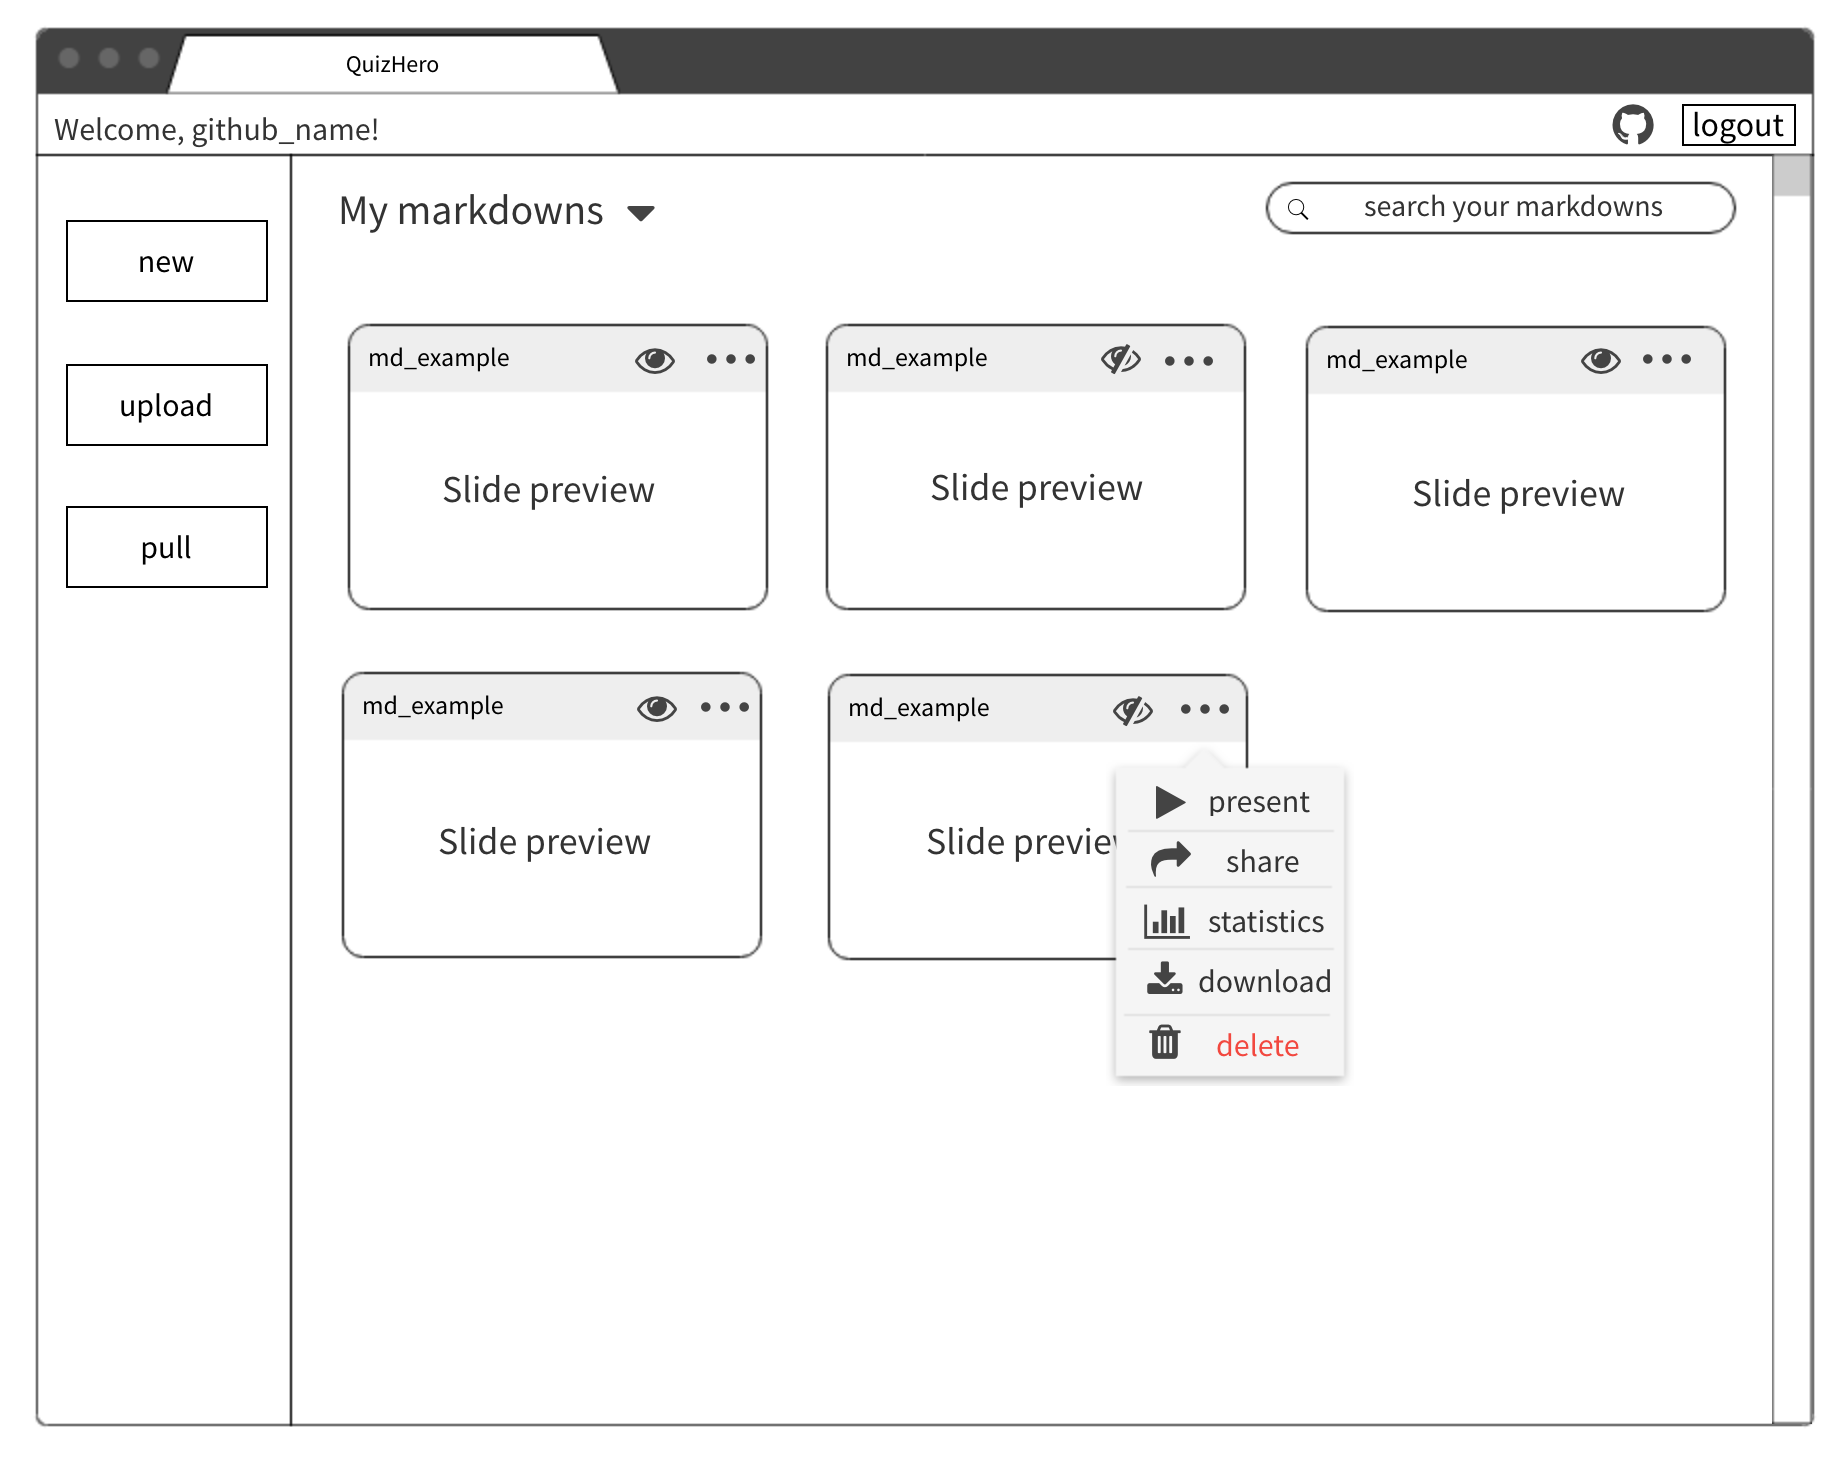 QuizHero
Welcome, github_name!
logout
My markdowns
search your markdowns
new
upload
pull
md_example
Slide preview
md_example
Slide preview
md_example
Slide preview
md_example
Slide preview
md_example
Slide previe
present
share
statistics
download
delete